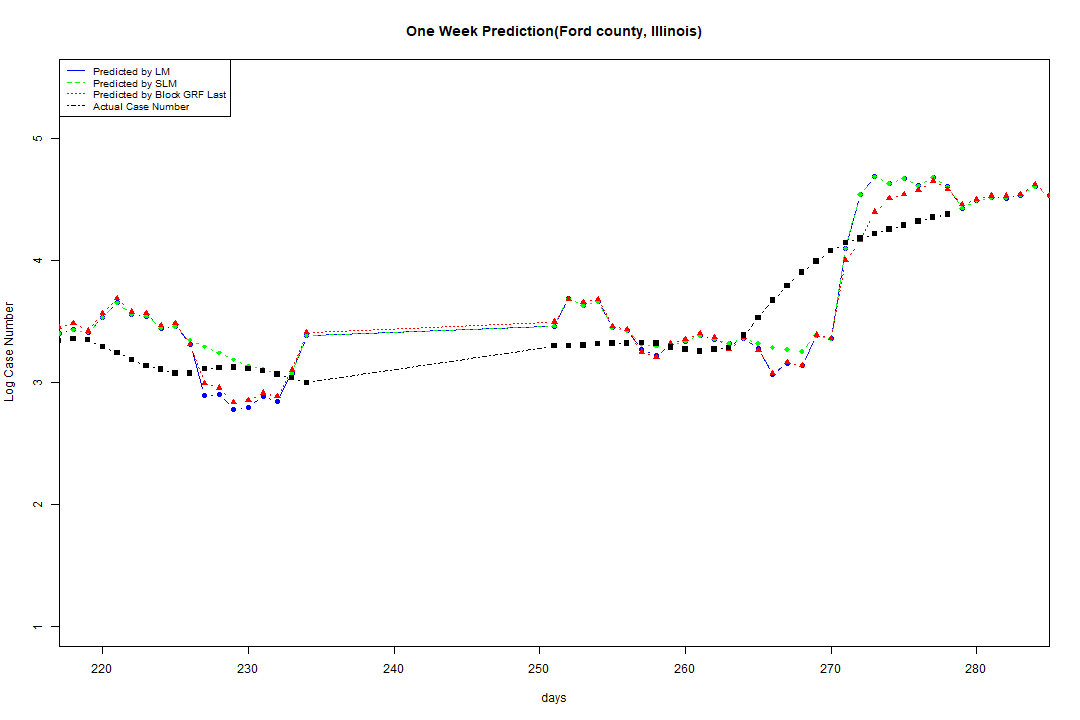 One Week Prediction(Ford county, Illinois)
Predicted by LM
Predicted by SLM
Predicted by Block GRF Last
Actual Case Number
5
4
3
2
1
Log Case Number
220 230 240 250 260 270 280
days